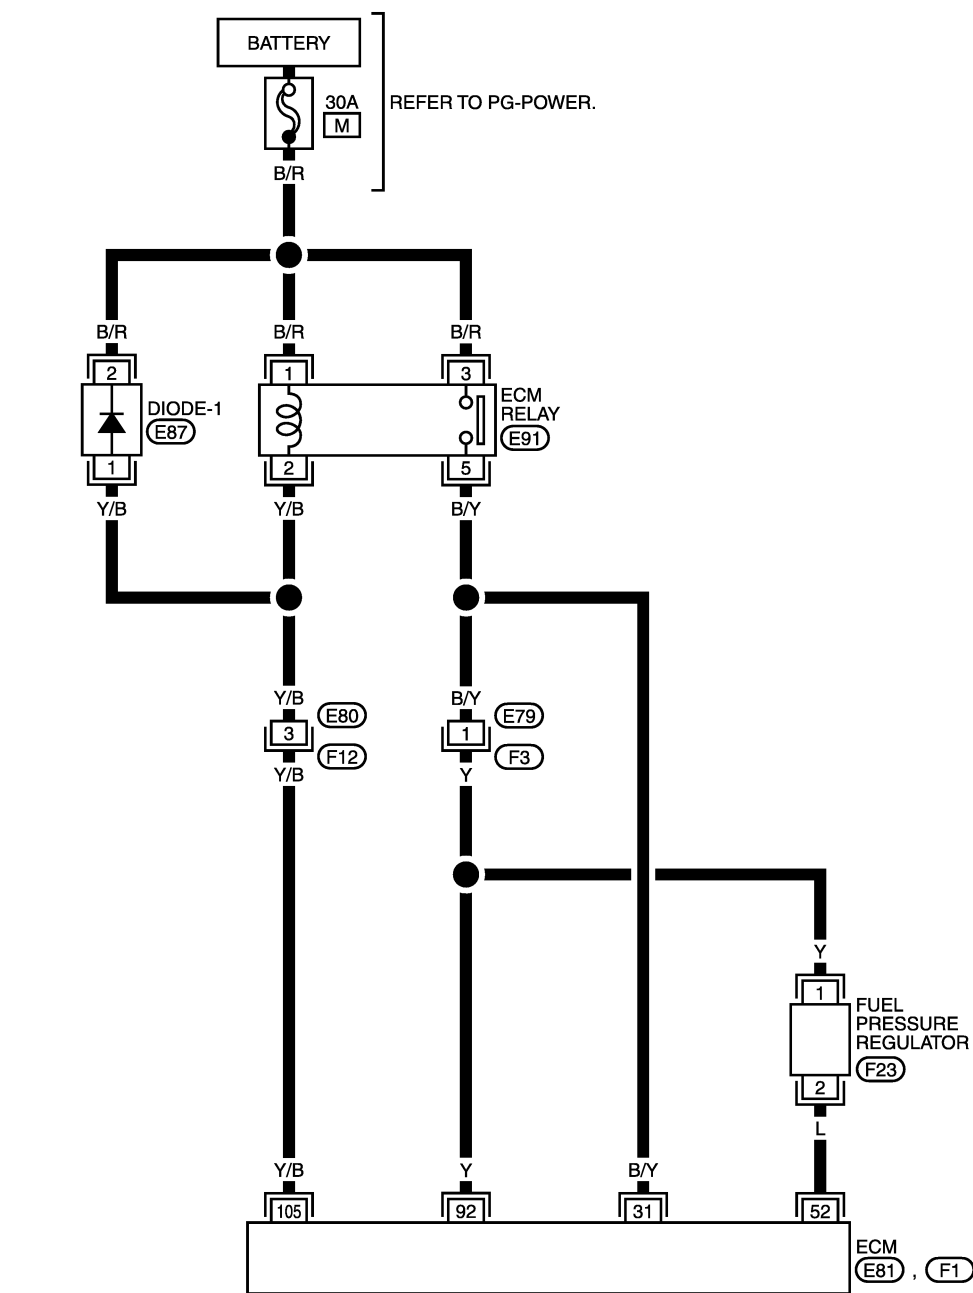 BATTERY
30A
M
REFER TO PG-POWER.
B/R
B/R
B/R
B/R
2
1
3
DIODE-1
E87
ECM
RELAY
E91
1
2
5
Y/B
Y/B
B/Y
Y/B
B/Y
3
E80
F12
1
E79
F3
Y/B
Y
Y
1
FUEL
PRESSURE
REGULATOR
F23
2
L
Y/B
Y
B/Y
105
92
31
52
ECM
E81 , F1